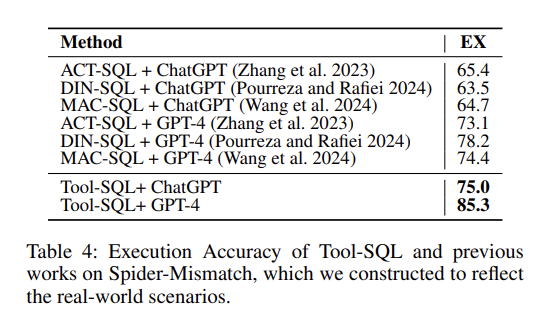 Method EX
ACT-SQL + ChatGPT (Zhang et al. 2023) 65.4
DIN-SQL + ChatGPT (Pourreza and Rafiei 2024) 63.5
MAC-SQL + ChatGPT (Wang et al. 2024) 64.7
ACT-SQL + GPT-4 (Zhang et al. 2023) 73.1
DIN-SQL + GPT-4 (Pourreza and Rafiei 2024) 78.2
MAC-SQL + GPT-4 (Wang et al. 2024) 74.4
Tool-SQL+ ChatGPT 75.0
Tool-SQL+ GPT-4 85.3
Table 4: Execution Accuracy of Tool-SQL and previous
works on Spider-Mismatch, which we constructed to reflect
the real-world scenarios.